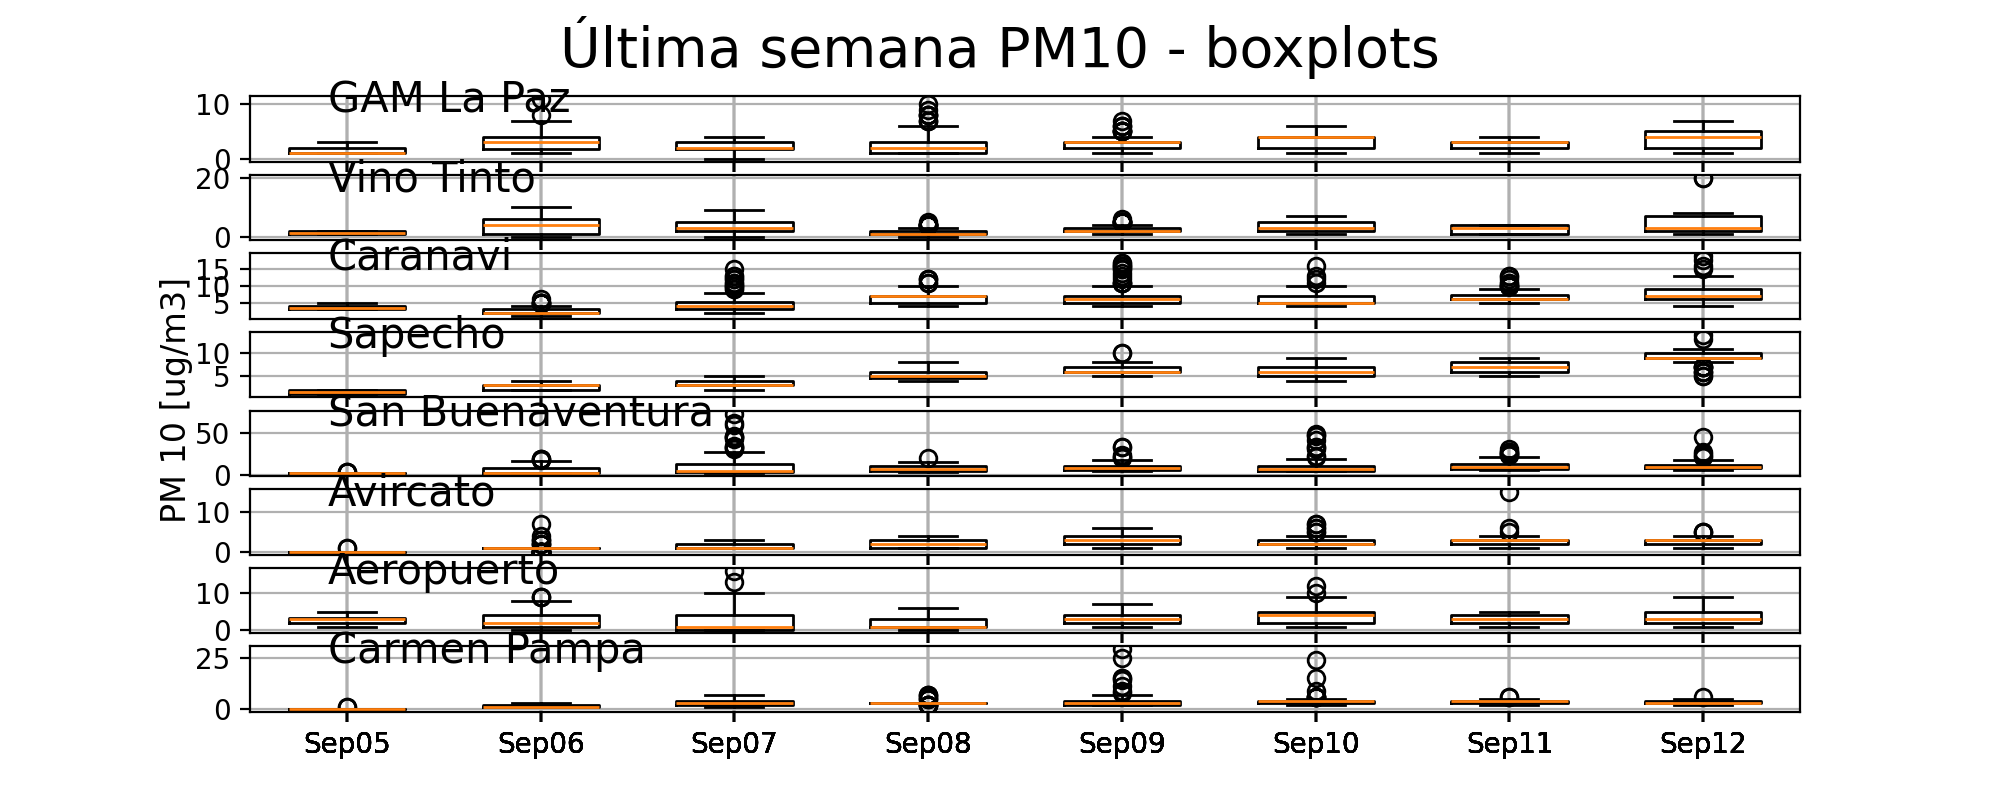 Última semana PM10 - boxplots
PM 10 [ug/m3]
GAM La Paz
10
0
Vino Tinto
20
0
Caranavi
15
10
5
Sapecho
10
5
San Buenaventura
50
0
Avircato
10
0
Aeropuerto
10
0
Carmen Pampa
25
0
Sep05 Sep06 Sep07 Sep08 Sep09 Sep10 Sep11 Sep12